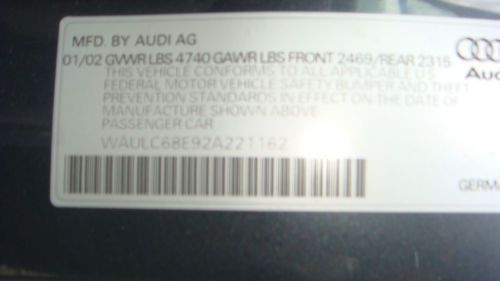 MFD. BY AUDI AG
01/02 GVWR LBS 4740 GAWR LBS FRONT 2469/REAR 2315
THIS VEHICLE CONFORMS TO ALL APPLICABLE U.S.
FEDERAL MOTOR VEHICLE SAFETY, BUMPER AND THEFT
PREVENTION STANDARDS IN EFFECT ON THE DATE OF
MANUFACTURE SHOWN ABOVE
PASSENGER CAR
WAULC68E92A221162
Aud
GERMA